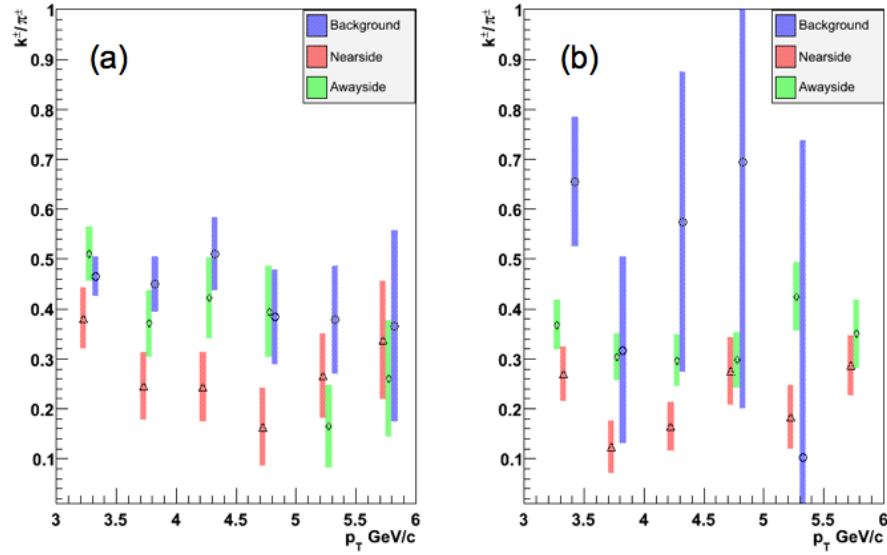 k±/π±
1
0.9
0.8
0.7
0.6
0.5
0.4
0.3
0.2
0.1
(a)
Background
Nearside
Awayside
3 3.5 4 4.5 5 5.5 6
p_T GeV/c
k±/π±
1
0.9
0.8
0.7
0.6
0.5
0.4
0.3
0.2
0.1
(b)
Background
Nearside
Awayside
3 3.5 4 4.5 5 5.5 6
p_T GeV/c